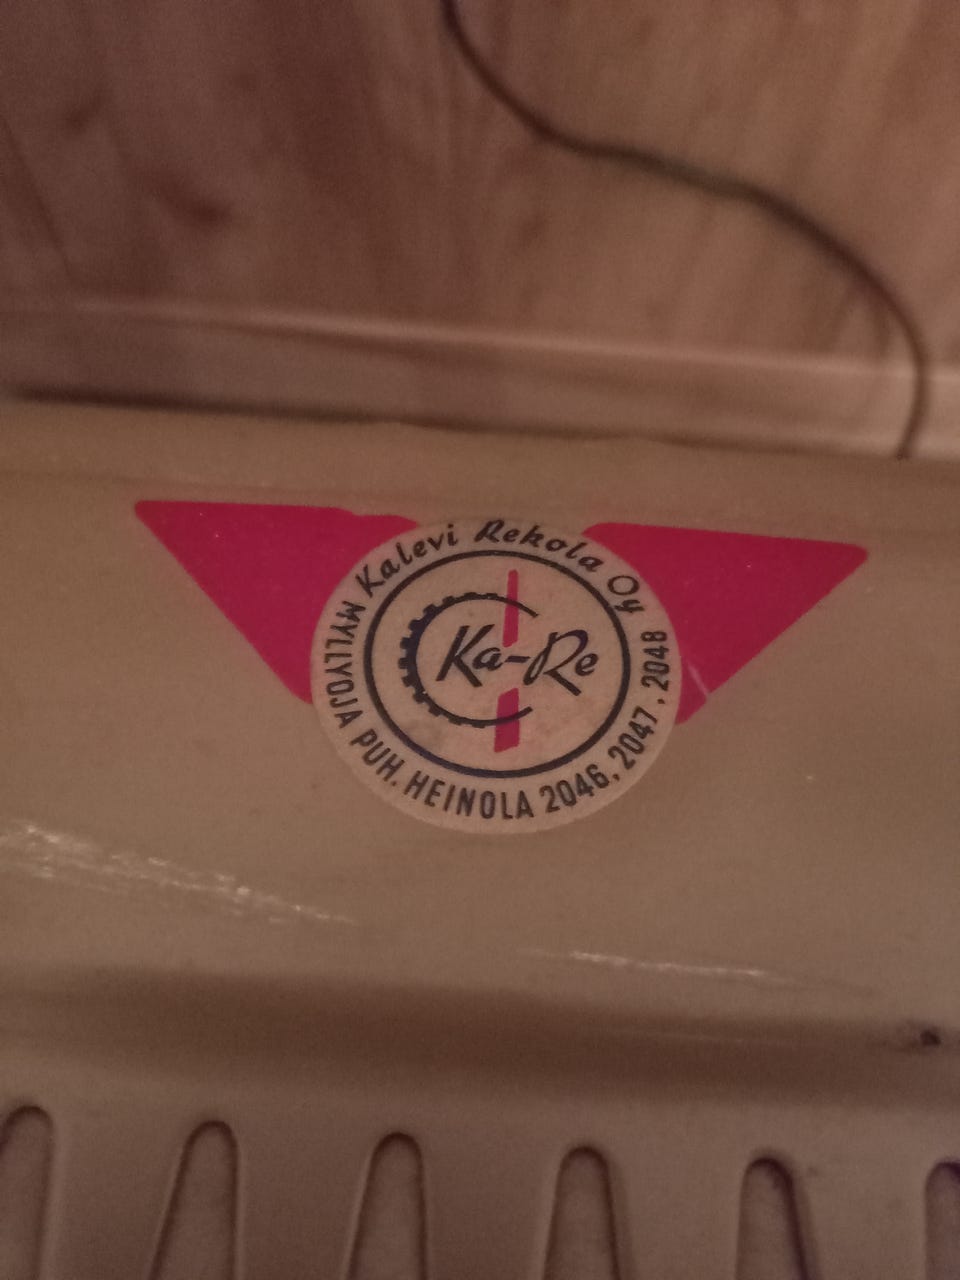 Kalevi Rekola Oy
Ka-Re
MYLLYOJA PUH. HEINOLA 2046, 2047, 2048